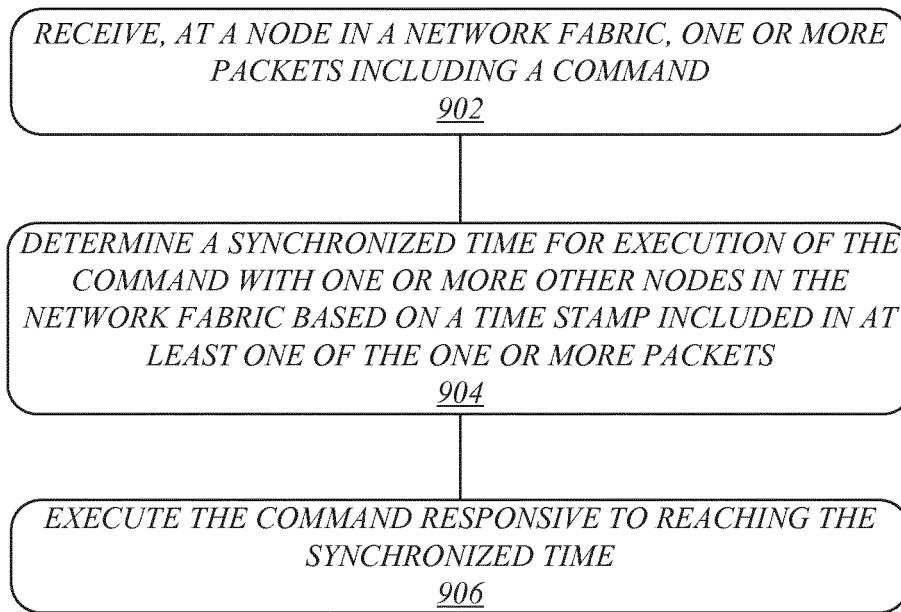 RECEIVE, AT A NODE IN A NETWORK FABRIC, ONE OR MORE
PACKETS INCLUDING A COMMAND
902
DETERMINE A SYNCHRONIZED TIME FOR EXECUTION OF THE
COMMAND WITH ONE OR MORE OTHER NODES IN THE
NETWORK FABRIC BASED ON A TIME STAMP INCLUDED IN AT
LEAST ONE OF THE ONE OR MORE PACKETS
904
EXECUTE THE COMMAND RESPONSIVE TO REACHING THE
SYNCHRONIZED TIME
906